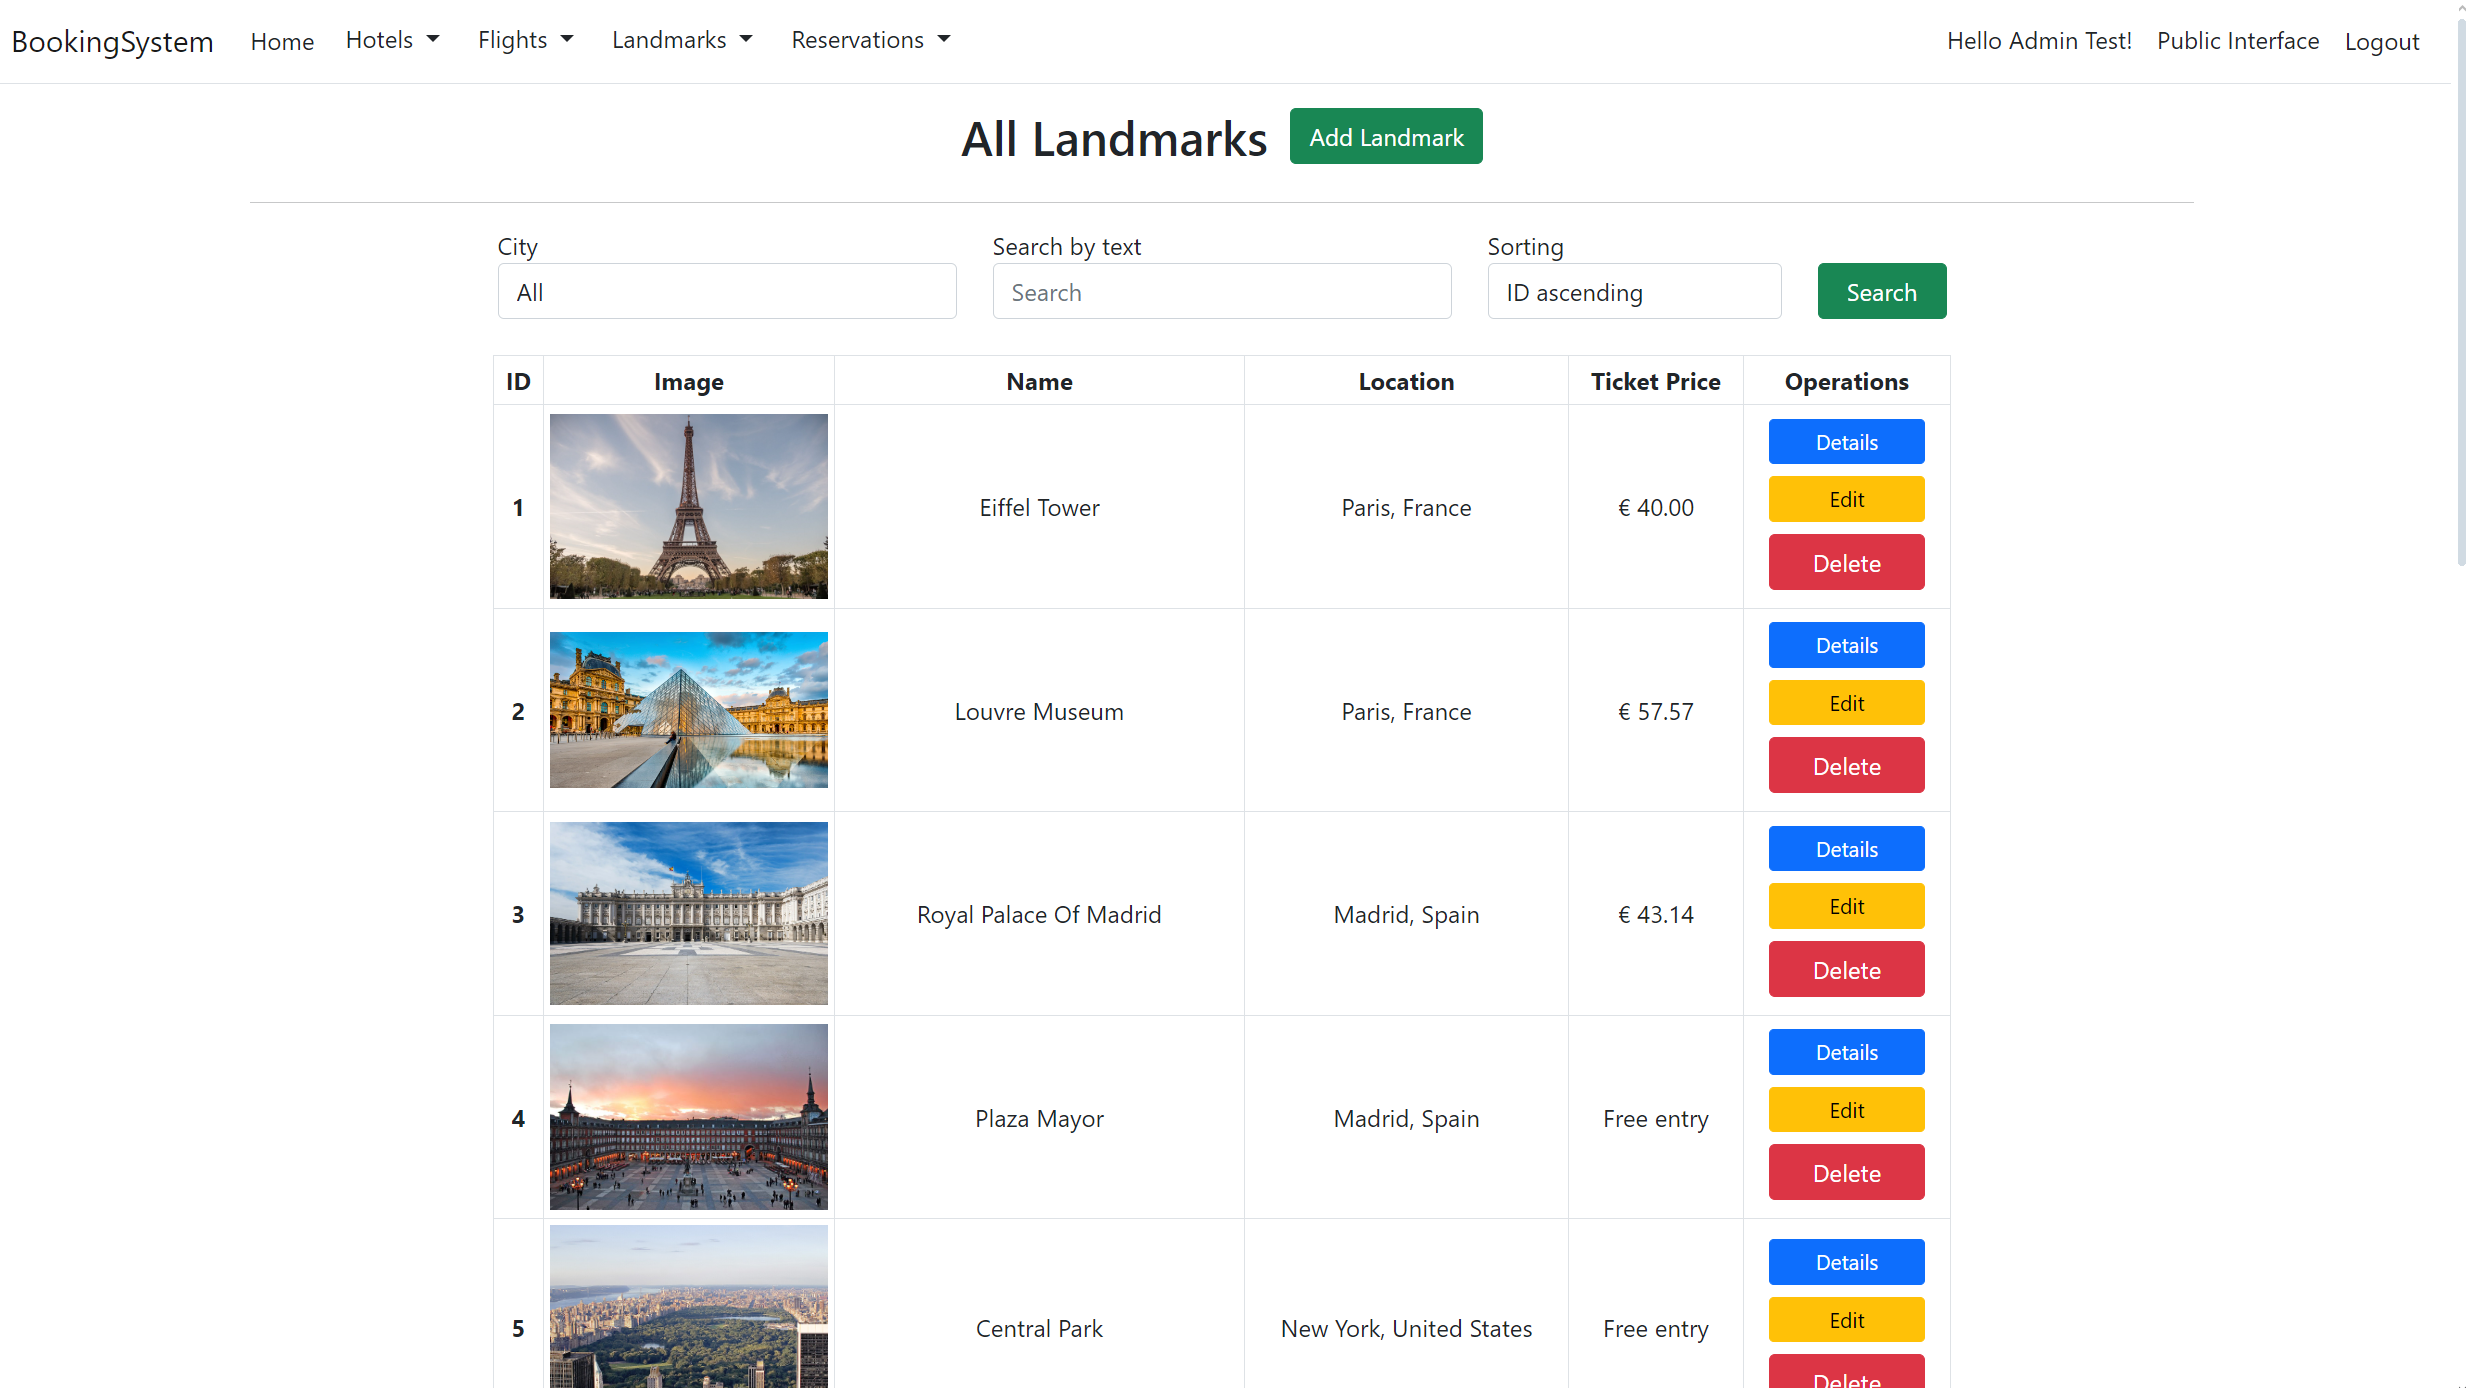 BookingSystem Home Hotels Flights Landmarks Reservations Hello Admin Test! Public Interface Logout
All Landmarks Add Landmark
City Search by text Sorting
All Search ID ascending Search
ID Image Name Location Ticket Price Operations
Details
Edit
1 Eiffel Tower Paris, France € 40.00
Delete
Details
Edit
2 Louvre Museum Paris, France € 57.57
Delete
Details
Edit
3 Royal Palace Of Madrid Madrid, Spain € 43.14
Delete
Details
Edit
4 Plaza Mayor Madrid, Spain Free entry
Delete
Details
Edit
5 Central Park New York, United States Free entry
Delete